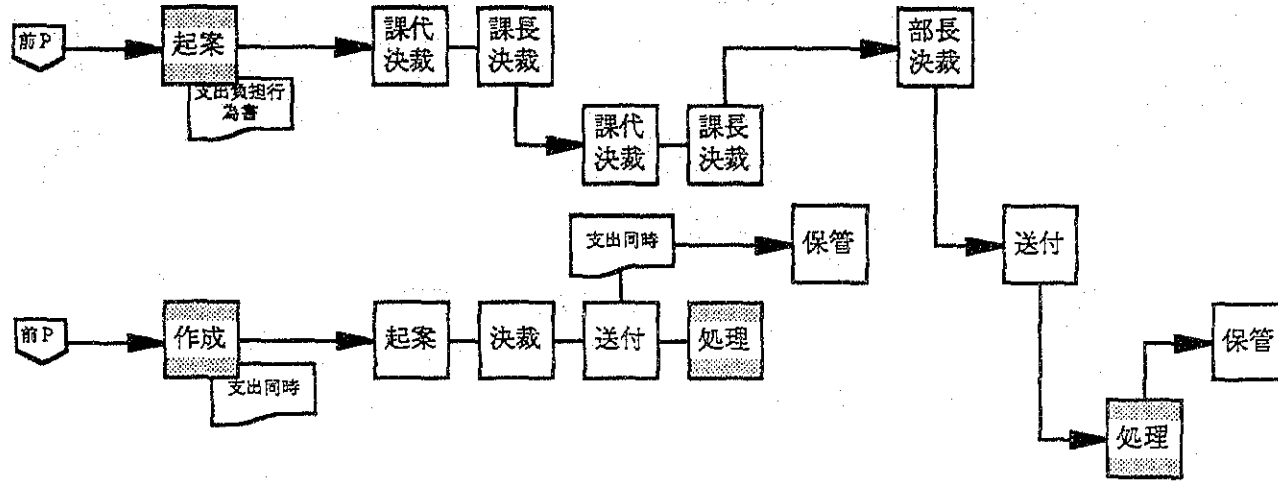 前P
起案
支出負担行
為書
課代
決裁
課長
決裁
課代
決裁
課長
決裁
部長
決裁
送付
処理
保管
前P
作成
支出同時
起案
決裁
送付
支出同時
保管
処理